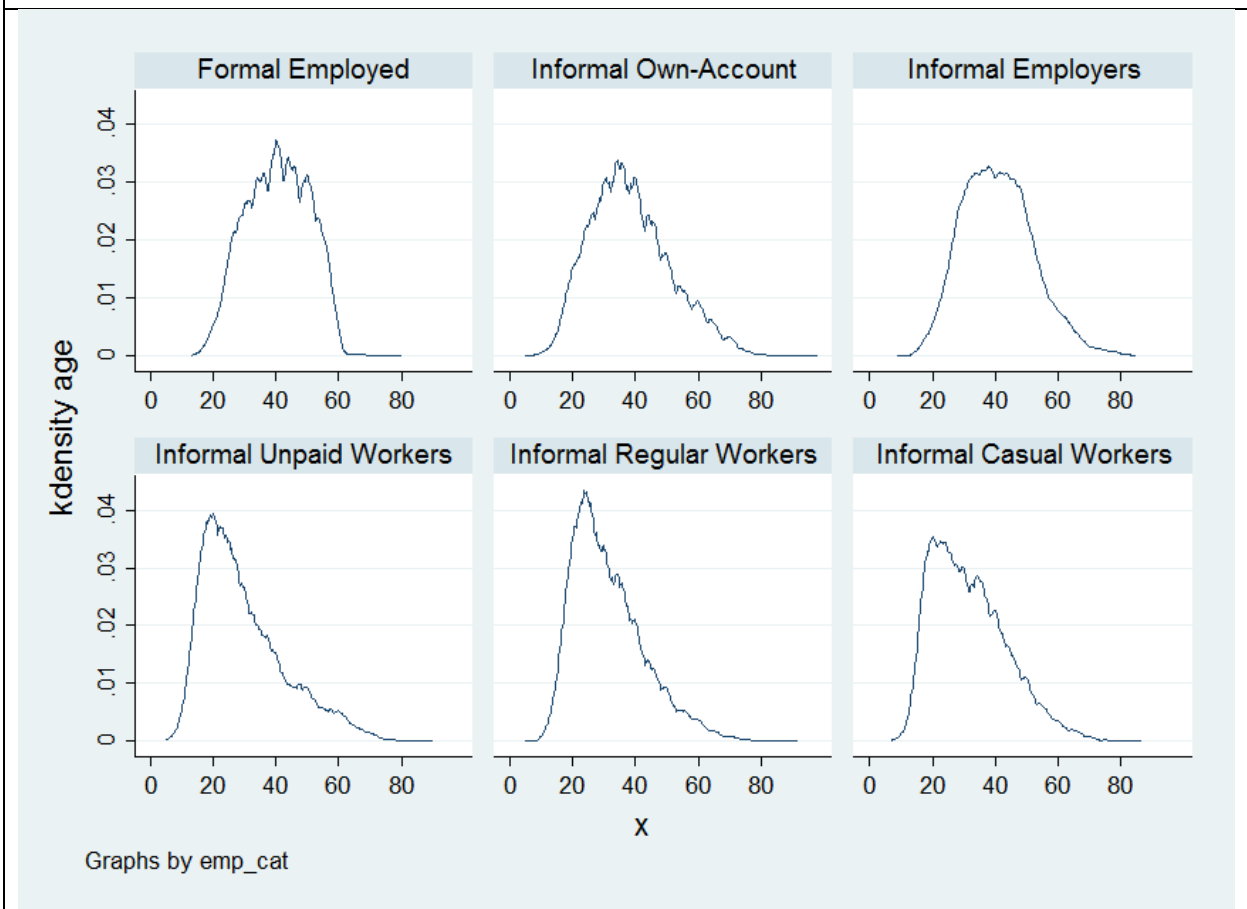 Formal Employed
Informal Own-Account
Informal Employers
kdensity age
.04
.03
.02
.01
0
0 20 40 60 80
0 20 40 60 80
0 20 40 60 80
Informal Unpaid Workers
Informal Regular Workers
Informal Casual Workers
.04
.03
.02
.01
0
0 20 40 60 80
0 20 40 60 80
0 20 40 60 80
x
Graphs by emp_cat